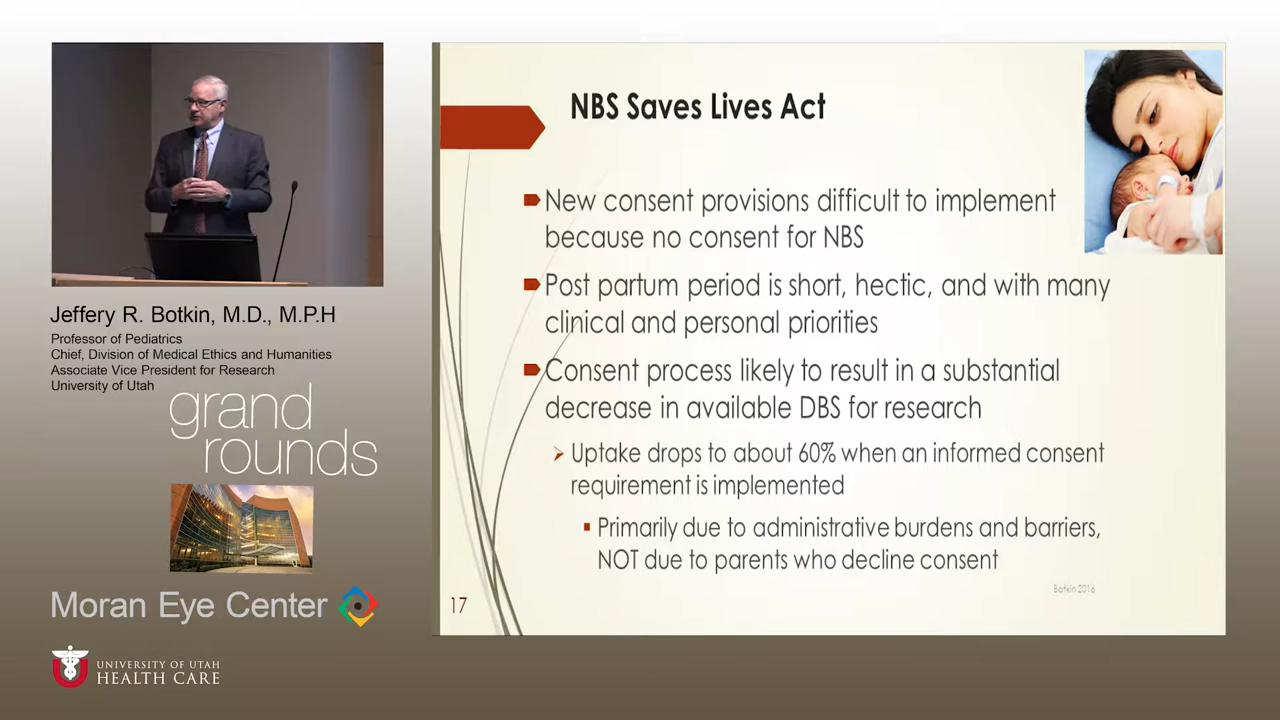 NBS Saves Lives Act
New consent provisions difficult to implement
because no consent for NBS
Post partum period is short, hectic, and with many
clinical and personal priorities
Consent process likely to result in a substantial
decrease in available DBS for research
Uptake drops to about 60% when an informed consent
requirement is implemented
Primarily due to administrative burdens and barriers,
NOT due to parents who decline consent
Botkin 2016
17
Jeffery R. Botkin, M.D., M.P.H
Professor of Pediatrics
Chief, Division of Medical Ethics and Humanities
Associate Vice President for Research
University of Utah
grand
rounds
Moran Eye Center
UNIVERSITY OF UTAH
HEALTH CARE